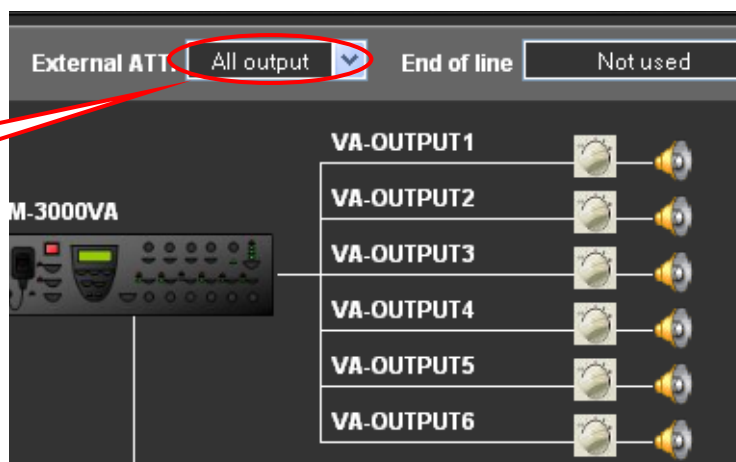 External ATT. All output End of line Not used
VA-OUTPUT1
VA-OUTPUT2
M-3000VA
VA-OUTPUT3
VA-OUTPUT4
VA-OUTPUT5
VA-OUTPUT6